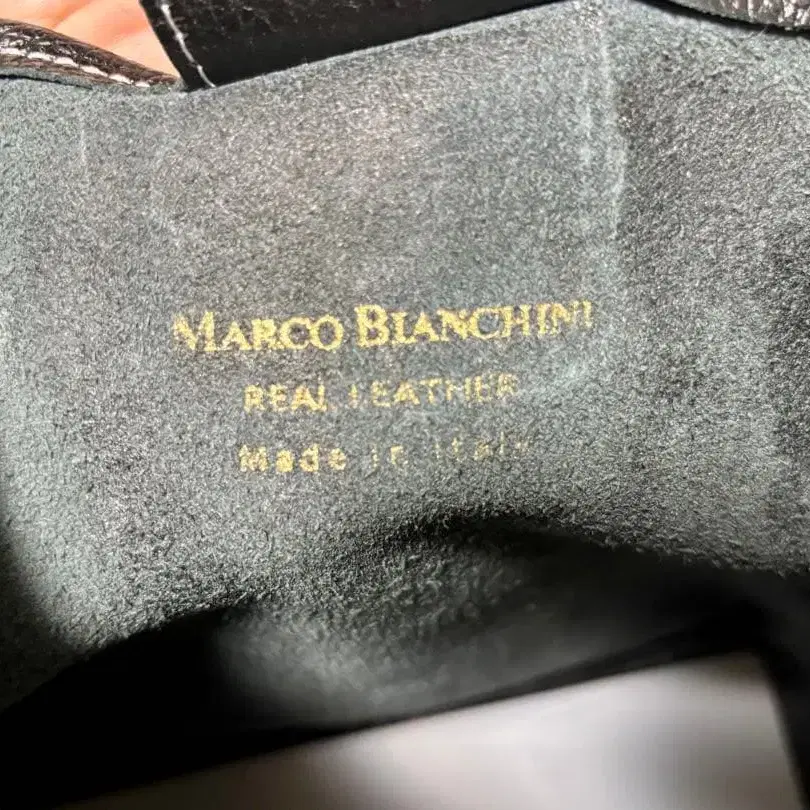 MARCO BIANCHINI
REAL LEATHER
Made in Italy